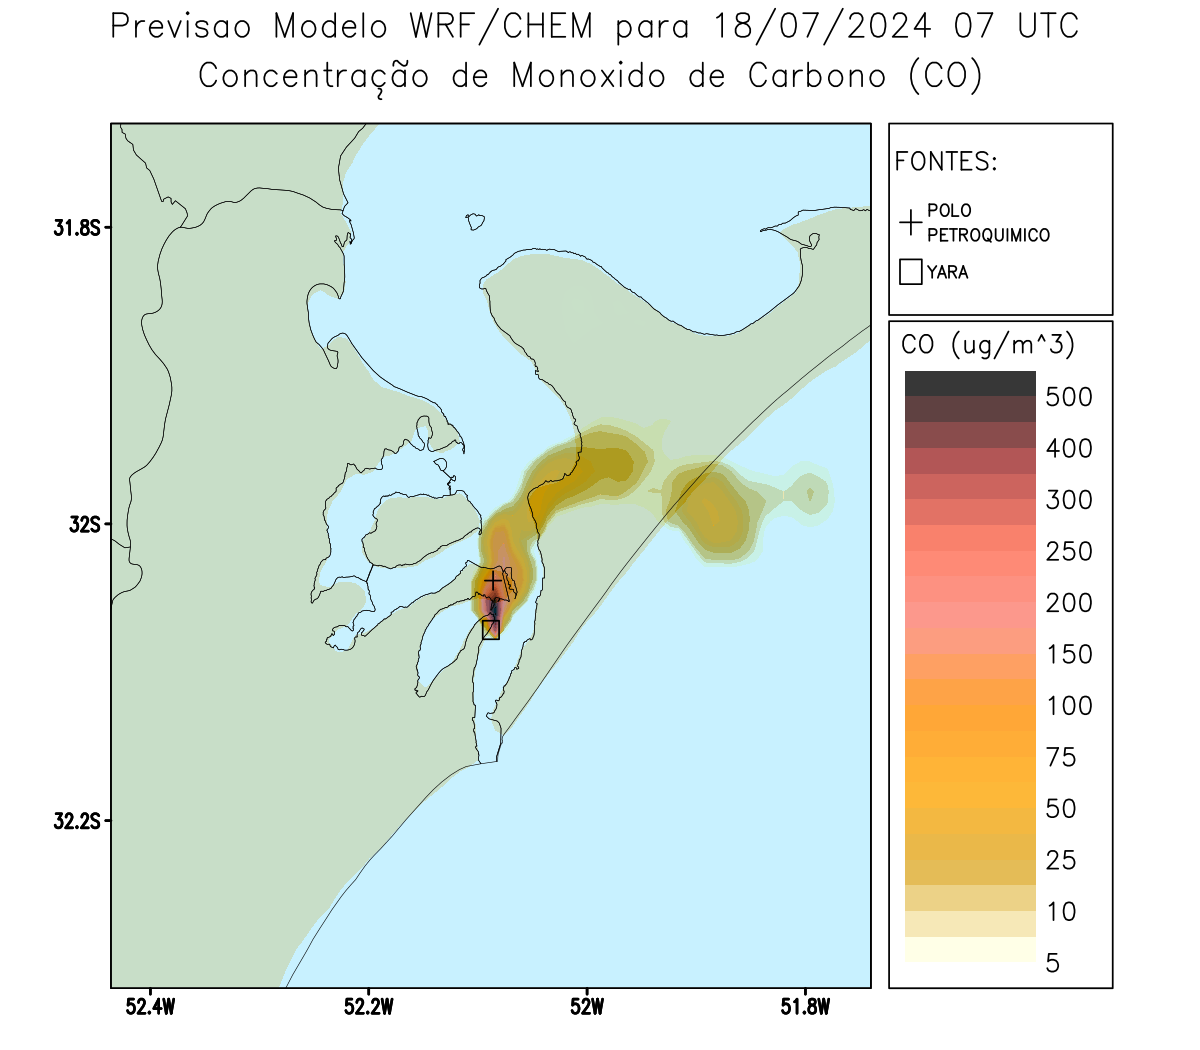 Previsao Modelo WRF/CHEM para 18/07/2024 07 UTC
Concentração de Monoxido de Carbono (CO)
FONTES:
POLO
PETROQUIMICO
YARA
31.8S
32S
32.2S
52.4W
52.2W
52W
51.8W
CO (ug/m^3)
500
400
300
250
200
150
100
75
50
25
10
5